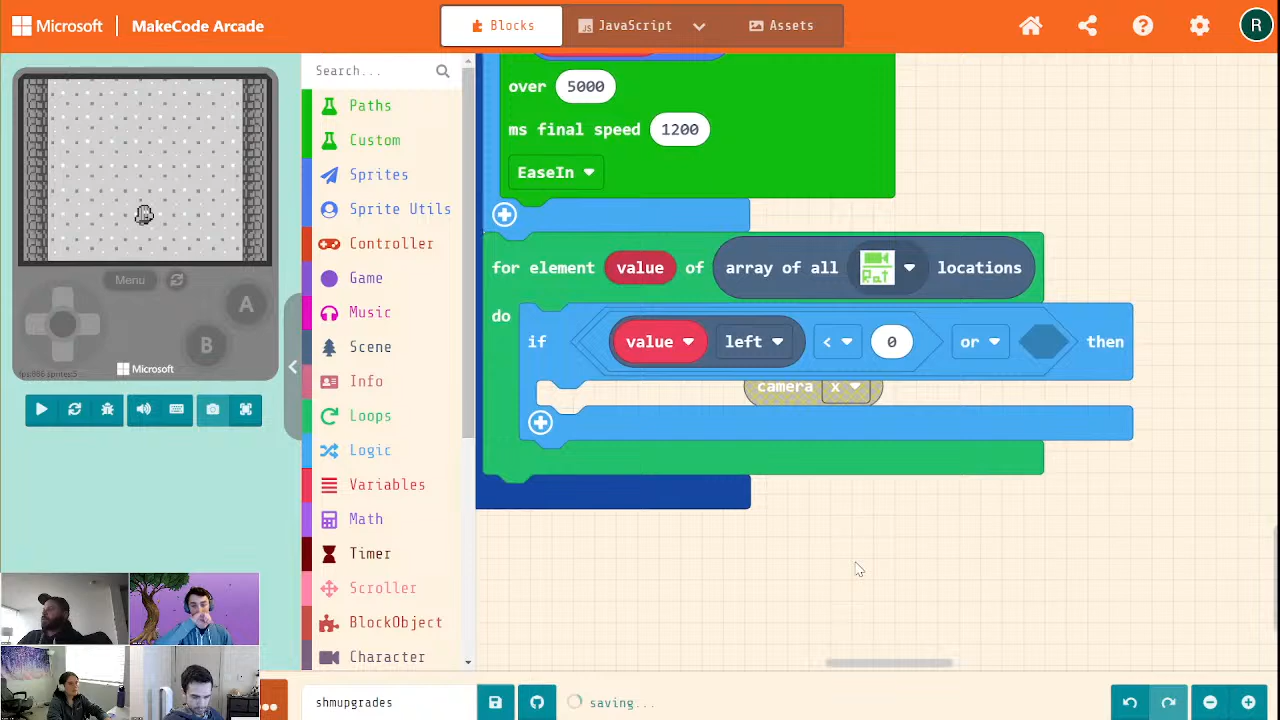 Microsoft
MakeCode Arcade
Blocks
JavaScript
Assets
R
Menu
A
B
Microsoft
Search...
Paths
Custom
Sprites
Sprite Utils
Controller
Game
Music
Scene
Info
Loops
Logic
Variables
Math
Timer
Scroller
BlockObject
Character
over 5000
ms final speed 1200
EaseIn
for element value of array of all Rat locations
do
if value left < 0 or then
camera x
shmupgrades
saving...